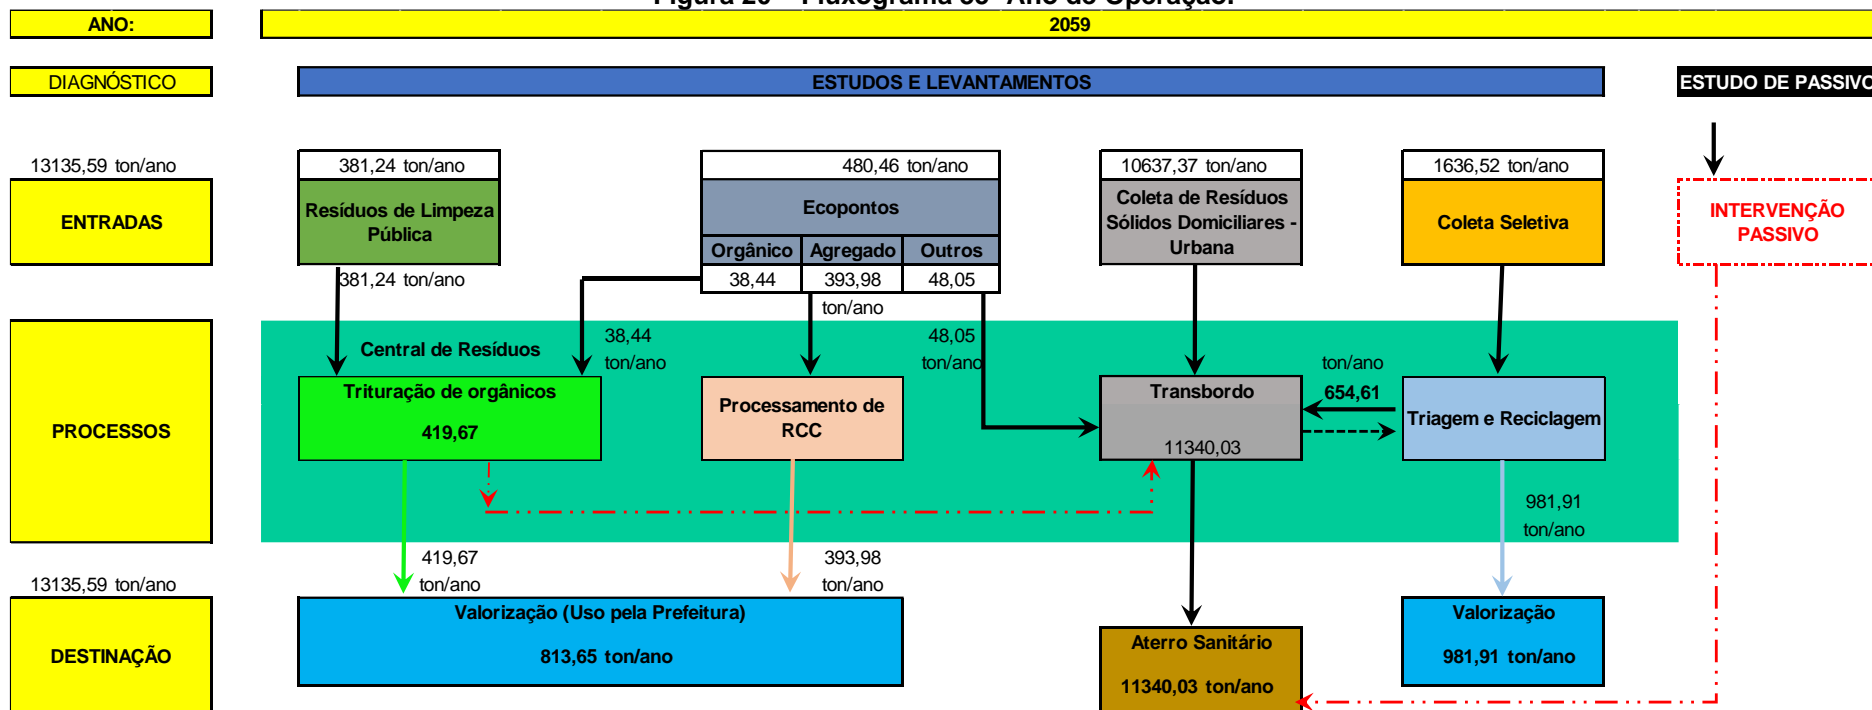 ANO:
2059
DIAGNÓSTICO
ESTUDOS E LEVANTAMENTOS
ESTUDO DE PASSIVO
13135,59 ton/ano
381,24 ton/ano
480,46 ton/ano
10637,37 ton/ano
1636,52 ton/ano
ENTRADAS
Resíduos de Limpeza
Pública
Ecopontos
Orgânico Agregado Outros
38,44 393,98 48,05
Coleta de Resíduos
Sólidos Domiciliares -
Urbana
Coleta Seletiva
INTERVENÇÃO
PASSIVO
381,24 ton/ano
ton/ano
Central de Resíduos
38,44
ton/ano
48,05
ton/ano
ton/ano
654,61
PROCESSOS
Trituração de orgânicos
419,67
Processamento de
RCC
Transbordo
11340,03
Triagem e Reciclagem
981,91
ton/ano
419,67
ton/ano
393,98
ton/ano
13135,59 ton/ano
DESTINAÇÃO
Valorização (Uso pela Prefeitura)
813,65 ton/ano
Aterro Sanitário
11340,03 ton/ano
Valorização
981,91 ton/ano